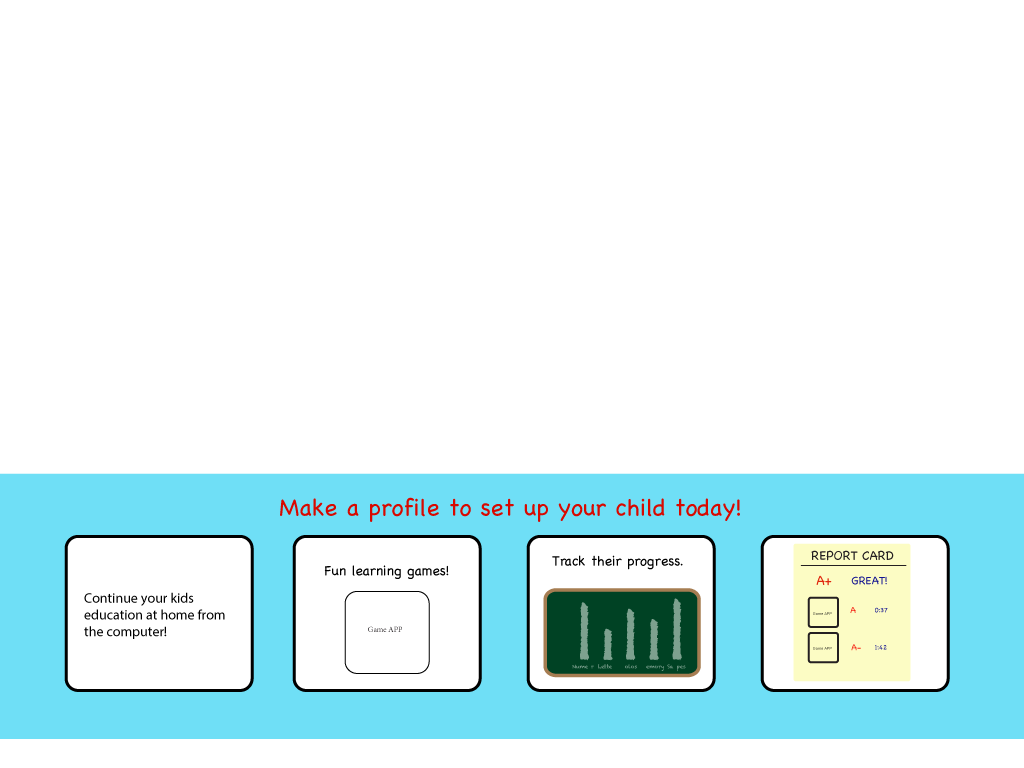 Make a profile to set up your child today!
Continue your kids
education at home from
the computer!
Fun learning games!
Game APP
Track their progress.
REPORT CARD
A+ GREAT!
Game APP A 0:37
Game APP A- 1:42